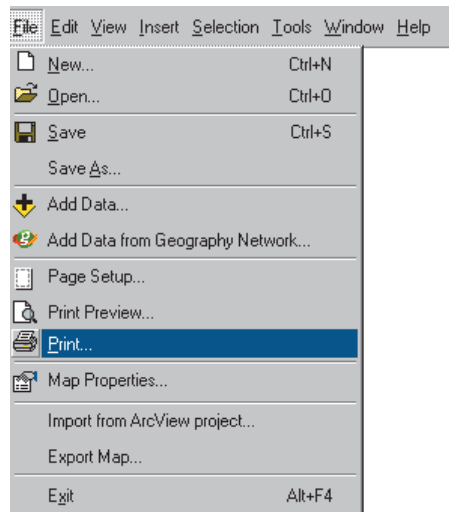 File Edit View Insert Selection Tools Window Help
New... Ctrl+N
Open... Ctrl+O
Save Ctrl+S
Save As...
Add Data...
Add Data from Geography Network...
Page Setup...
Print Preview...
Print...
Map Properties...
Import from ArcView project...
Export Map...
Exit Alt+F4